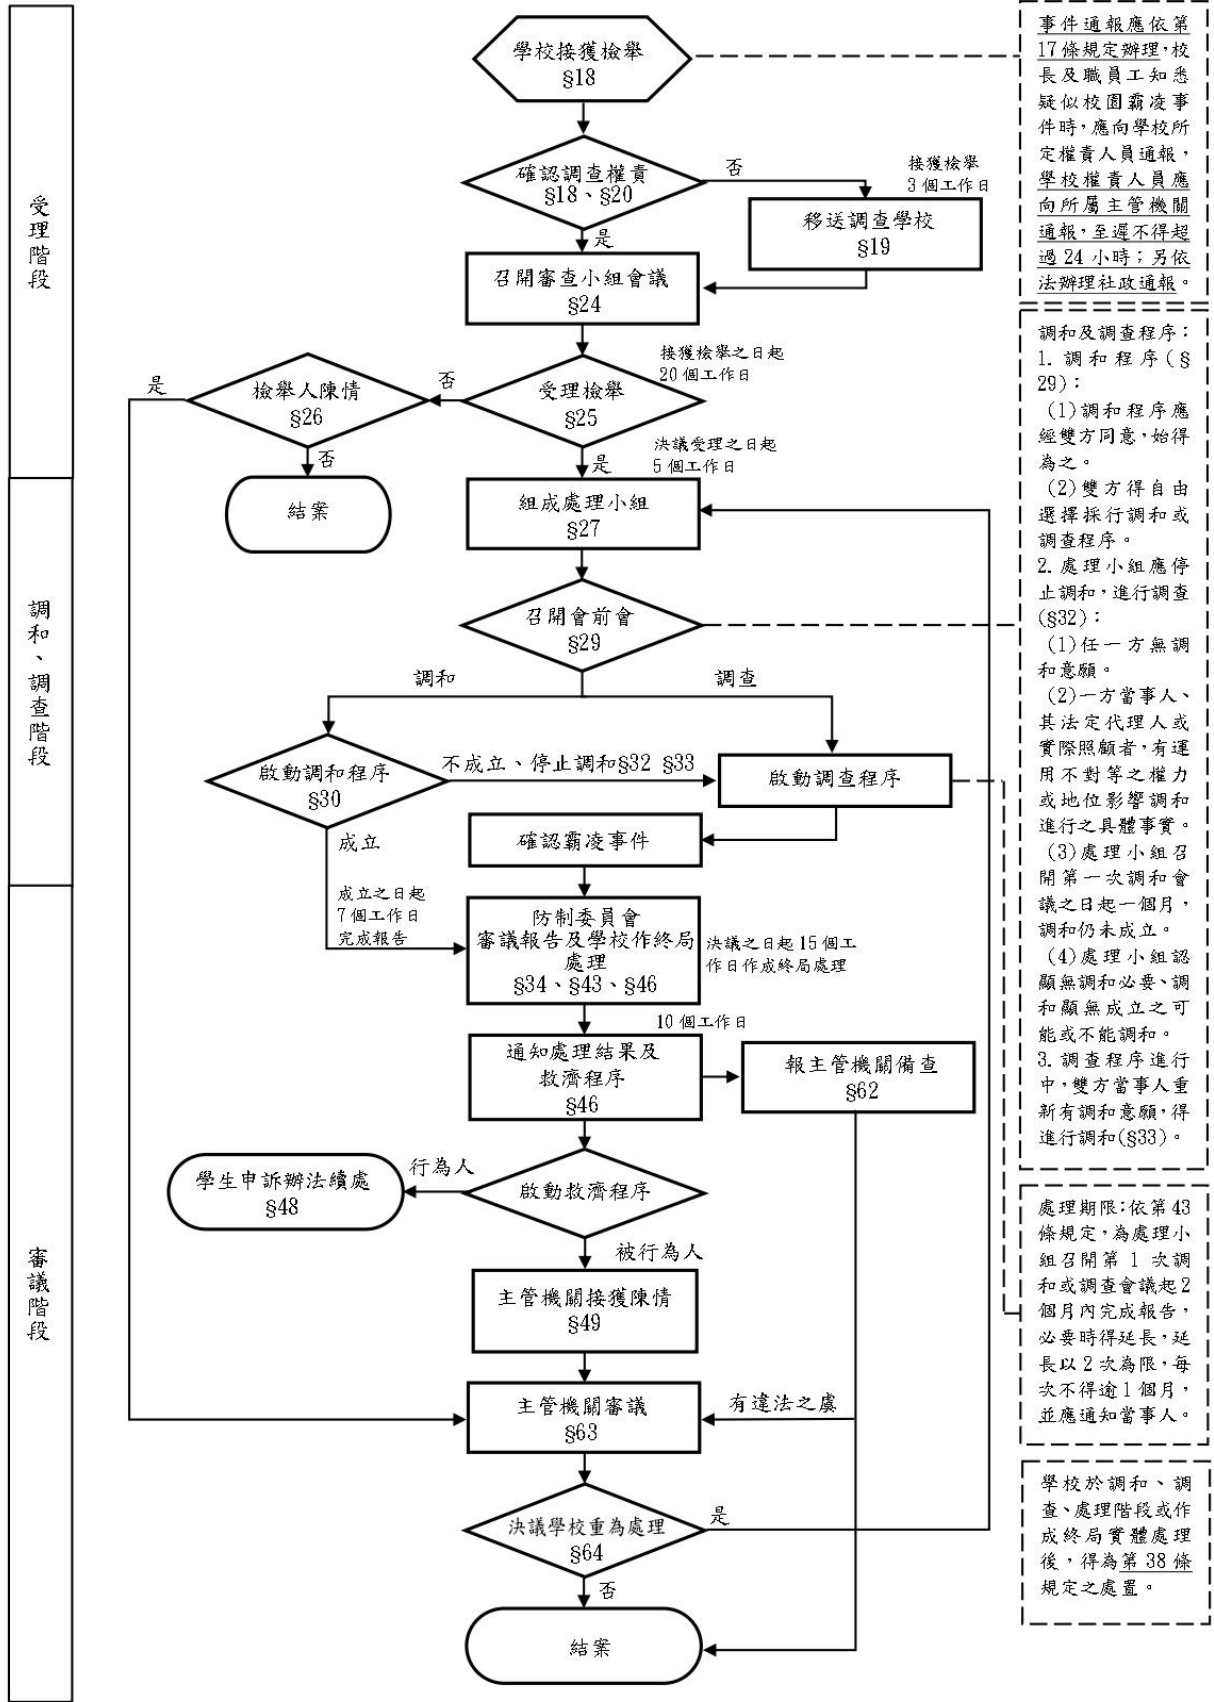 受理階段
調和、調查階段
審議階段
學校接獲檢舉
§18
確認調查權責
§18、§20
否
接獲檢舉
3個工作日
移送調查學校
§19
是
召開審查小組會議
§24
接獲檢舉之日起
20個工作日
受理檢舉
§25
否
檢舉人陳情
§26
是
否
結案
決議受理之日起
5個工作日
是
組成處理小組
§27
召開會前會
§29
調和
調查
啟動調和程序
§30
不成立、停止調和§32 §33
啟動調查程序
成立
確認霸凌事件
成立之日起
7個工作日
完成報告
防制委員會
審議報告及學校作終局
處理
§34、§43、§46
決議之日起15個工
作日作成終局處理
10個工作日
通知處理結果及
救濟程序
§46
報主管機關備查
§62
啟動救濟程序
行為人
學生申訴辦法續處
§48
被行為人
主管機關接獲陳情
§49
主管機關審議
§63
有違法之虞
決議學校重為處理
§64
是
否
結案
事件通報應依第
17條規定辦理,校
長及職員工知悉
疑似校園霸凌事
件時,應向學校所
定權責人員通報,
學校權責人員應
向所屬主管機關
通報,至遲不得超
過24小時；另依
法辦理社政通報。
調和及調查程序：
1. 調和程序(§
29)：
(1)調和程序應
經雙方同意,始得
為之。
(2)雙方得自由
選擇採行調和或
調查程序。
2. 處理小組應停
止調和,進行調查
(§32)：
(1)任一方無調
和意願。
(2)一方當事人、
其法定代理人或
實際照顧者,有運
用不對等之權力
或地位影響調和
進行之具體事實。
(3)處理小組召
開第一次調和會
議之日起一個月,
調和仍未成立。
(4)處理小組認
顯無調和必要、調
和顯無成立之可
能或不能調和。
3. 調查程序進行
中,雙方當事人重
新有調和意願,得
進行調和(§33)。
處理期限:依第43
條規定,為處理小
組召開第 1 次調
和或調查會議起2
個月內完成報告,
必要時得延長,延
長以2次為限,每
次不得逾1個月,
並應通知當事人。
學校於調和、調
查、處理階段或作
成終局實體處理
後,得為第 38 條
規定之處置。